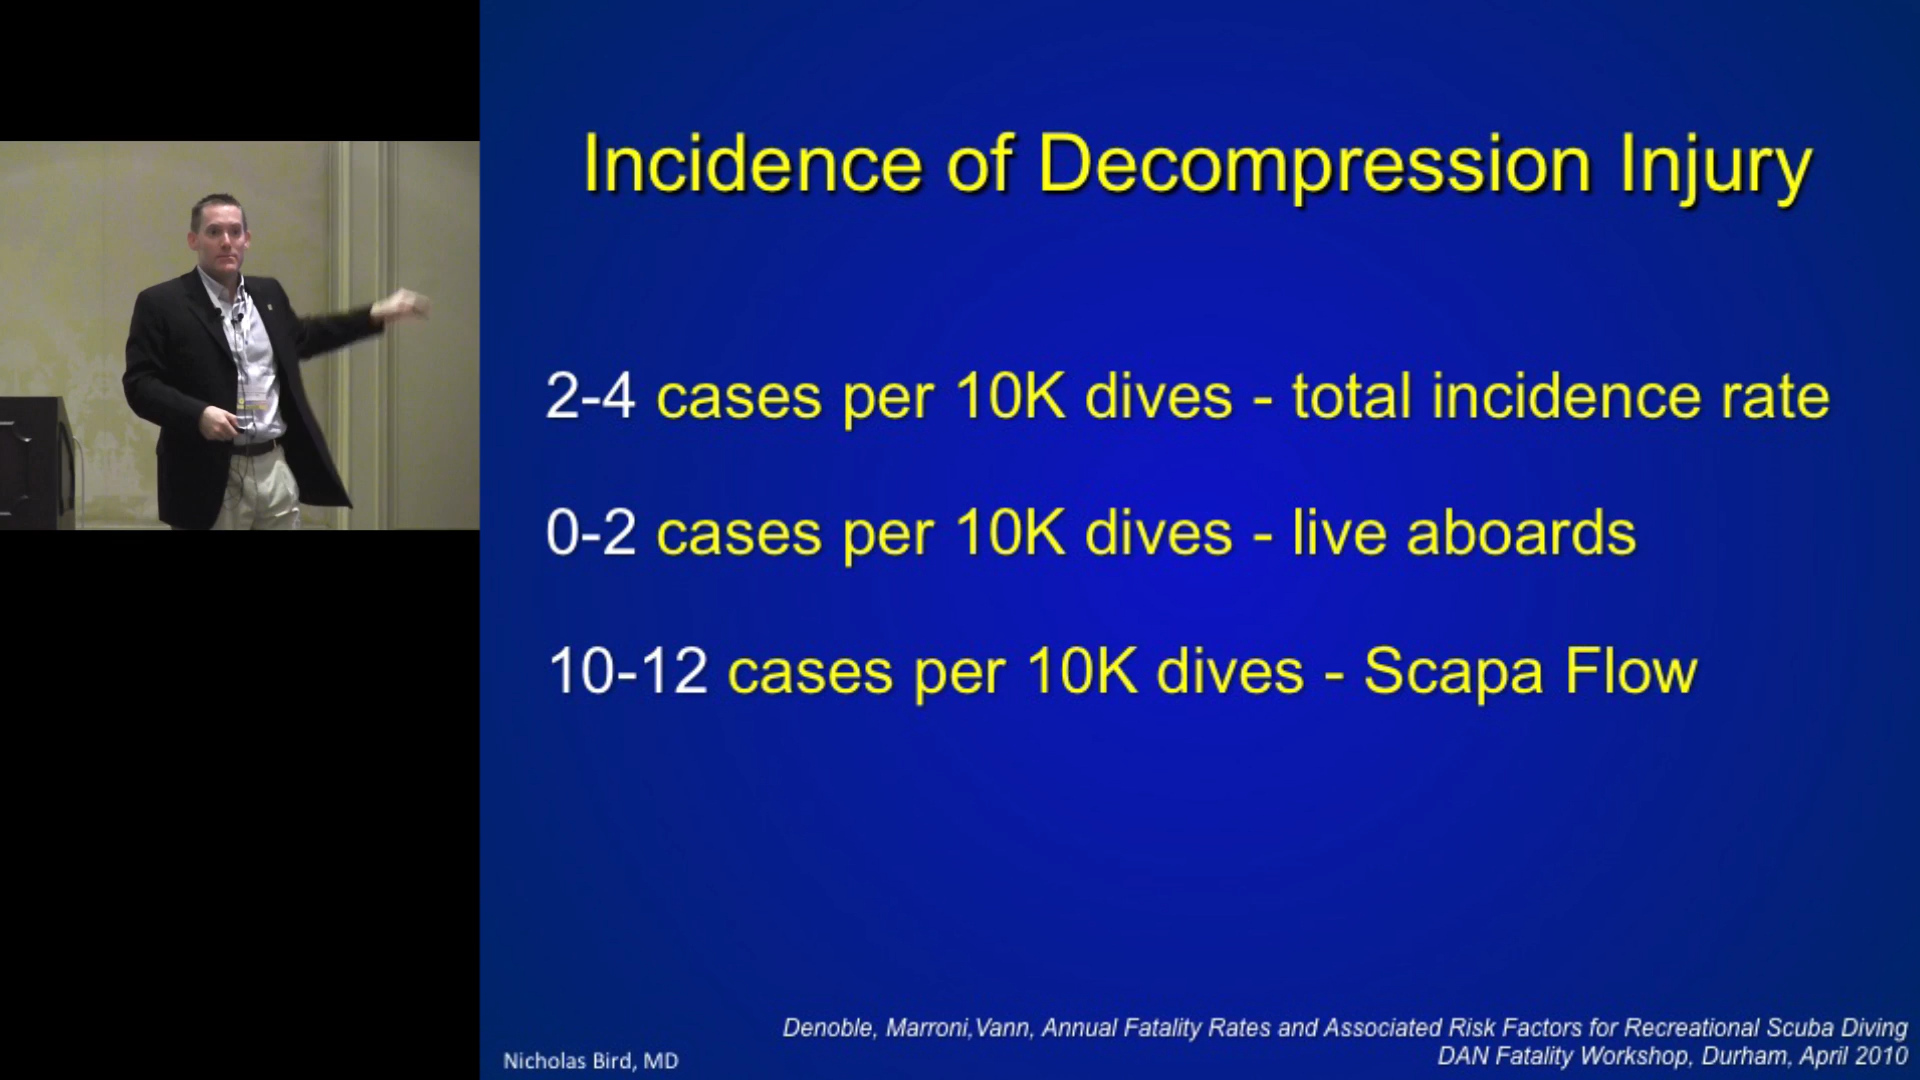 Incidence of Decompression Injury
2-4 cases per 10K dives - total incidence rate
0-2 cases per 10K dives - live aboards
10-12 cases per 10K dives - Scapa Flow
Denoble, Marroni,Vann, Annual Fatality Rates and Associated Risk Factors for Recreational Scuba Diving
DAN Fatality Workshop, Durham, April 2010
Nicholas Bird, MD